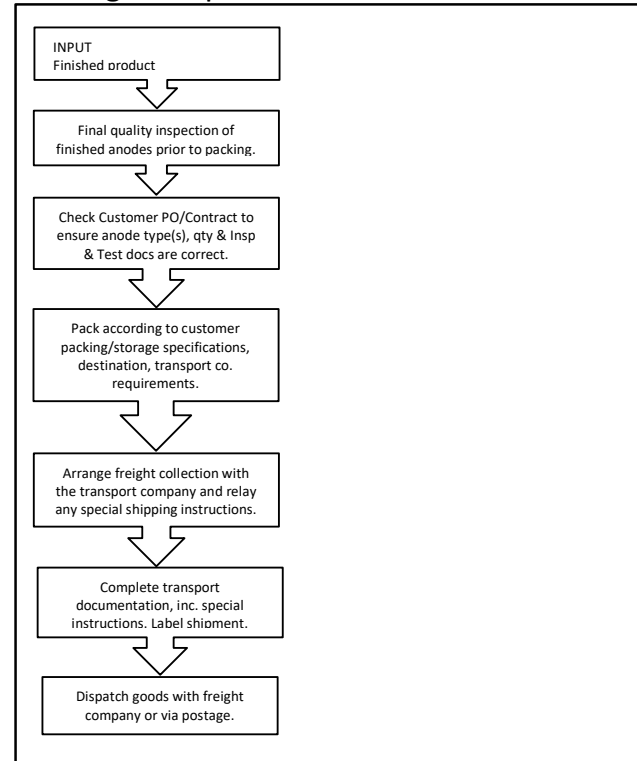 INPUT
Finished product
Final quality inspection of
finished anodes prior to packing.
Check Customer PO/Contract to
ensure anode type(s), qty & Insp
& Test docs are correct.
Pack according to customer
packing/storage specifications,
destination, transport co.
requirements.
Arrange freight collection with
the transport company and relay
any special shipping instructions.
Complete transport
documentation, inc. special
instructions. Label shipment.
Dispatch goods with freight
company or via postage.